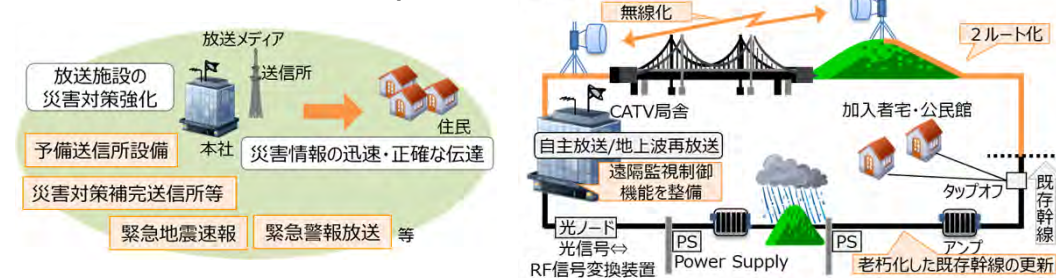 放送メディア
送信所
放送施設の
災害対策強化
本社
住民
災害情報の迅速・正確な伝達
予備送信所設備
災害対策補完送信所等
緊急地震速報
緊急警報放送
等
無線化
2ルート化
CATV局舎
自主放送/地上波再放送
遠隔監視制御
機能を整備
加入者宅・公民館
タップオフ
既存幹線
光ノード
光信号⇔
RF信号変換装置
PS
Power Supply
PS
アンプ
老朽化した既存幹線の更新